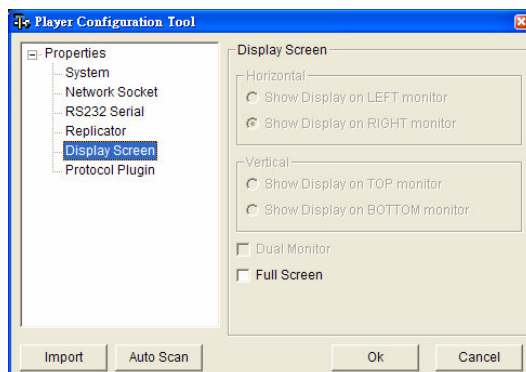 Player Configuration Tool
Properties
System
Network Socket
RS232 Serial
Replicator
Display Screen
Protocol Plugin
Display Screen
Horizontal
Show Display on LEFT monitor
Show Display on RIGHT monitor
Vertical
Show Display on TOP monitor
Show Display on BOTTOM monitor
Dual Monitor
Full Screen
Import
Auto Scan
Ok
Cancel